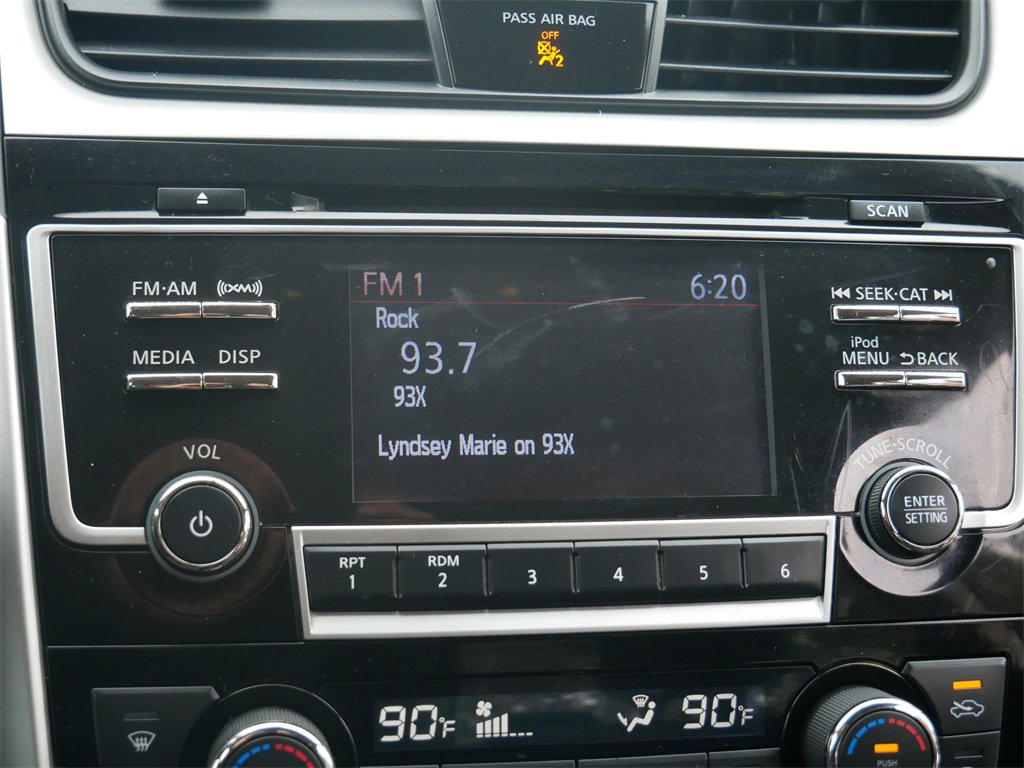 PASS AIR BAG
OFF
2
SCAN
FM·AM
((XM))
SEEK·CAT
MEDIA
DISP
iPod
MENU
BACK
FM 1
6:20
Rock
93.7
93X
Lyndsey Marie on 93X
VOL
TUNE·SCROLL
ENTER
SETTING
RPT
1
RDM
2
3
4
5
6
90°F
90°F
PUSH